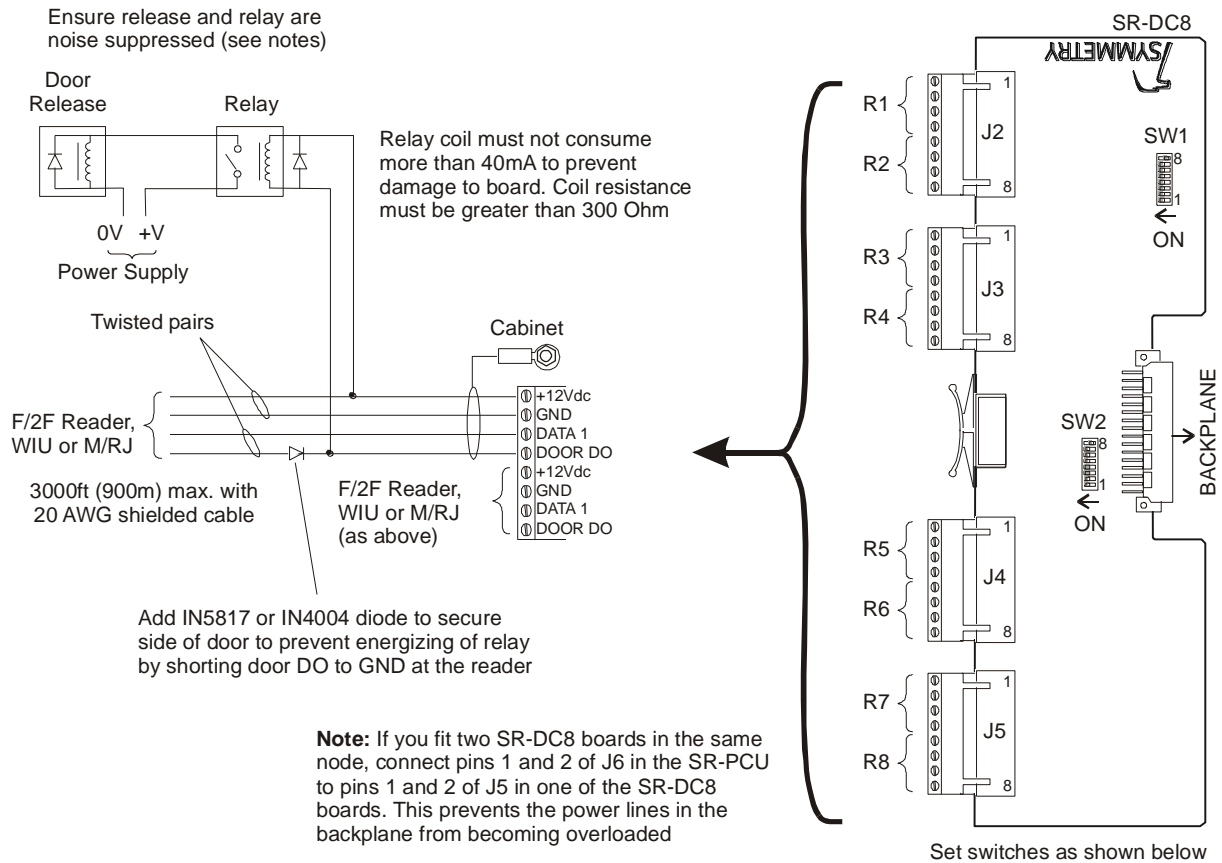 Ensure release and relay are
noise suppressed (see notes)
Door
Release
Relay
Relay coil must not consume
more than 40mA to prevent
damage to board. Coil resistance
must be greater than 300 Ohm
0V +V
Power Supply
Twisted pairs
Cabinet
F/2F Reader,
WIU or M/RJ
3000ft (900m) max. with
20 AWG shielded cable
+12Vdc
GND
DATA 1
DOOR DO
+12Vdc
GND
DATA 1
DOOR DO
F/2F Reader,
WIU or M/RJ
(as above)
Add IN5817 or IN4004 diode to secure
side of door to prevent energizing of relay
by shorting door DO to GND at the reader
Note: If you fit two SR-DC8 boards in the same
node, connect pins 1 and 2 of J6 in the SR-PCU
to pins 1 and 2 of J5 in one of the SR-DC8
boards. This prevents the power lines in the
backplane from becoming overloaded
SR-DC8
SYMMETRY
R1
R2
1
J2
8
SW1
8
1
ON
R3
R4
1
J3
8
SW2
8
1
ON
BACKPLANE
R5
R6
1
J4
8
R7
R8
1
J5
8
Set switches as shown below